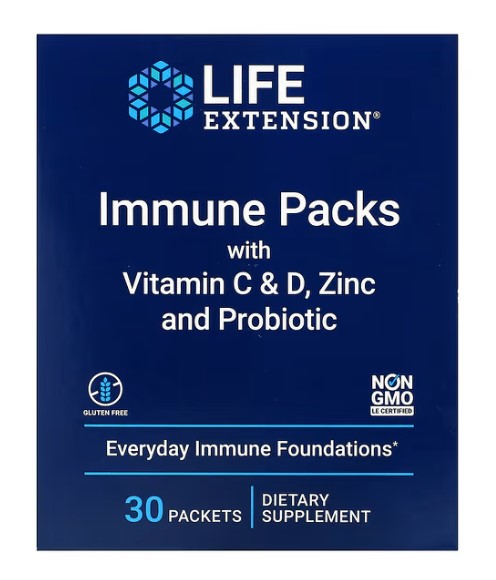 LIFE
EXTENSION®
Immune Packs
with
Vitamin C & D, Zinc
and Probiotic
GLUTEN FREE
NON
GMO
LE CERTIFIED
Everyday Immune Foundations*
30 PACKETS
DIETARY
SUPPLEMENT